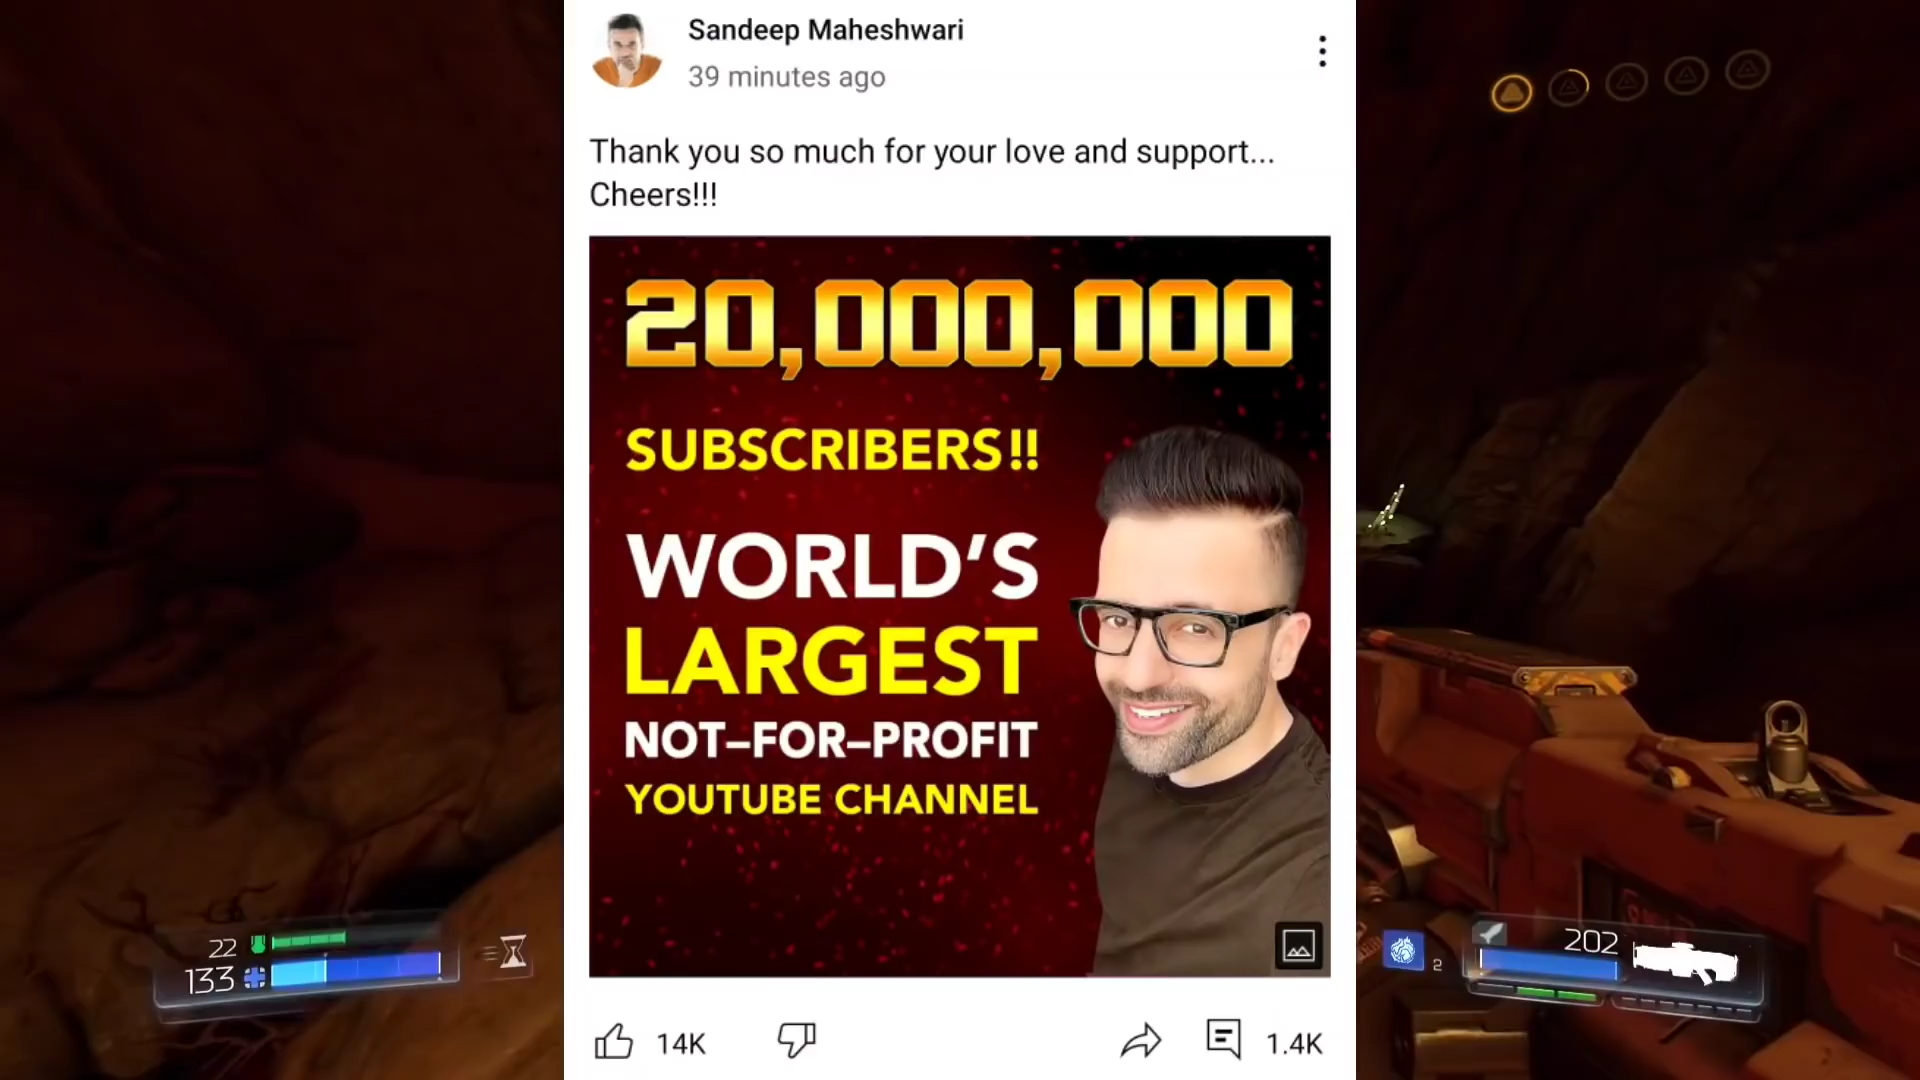 Sandeep Maheshwari
39 minutes ago
Thank you so much for your love and support...
Cheers!!!
20,000,000
SUBSCRIBERS!!
WORLD'S
LARGEST
NOT–FOR–PROFIT
YOUTUBE CHANNEL
14K
1.4K
22
133
2
202